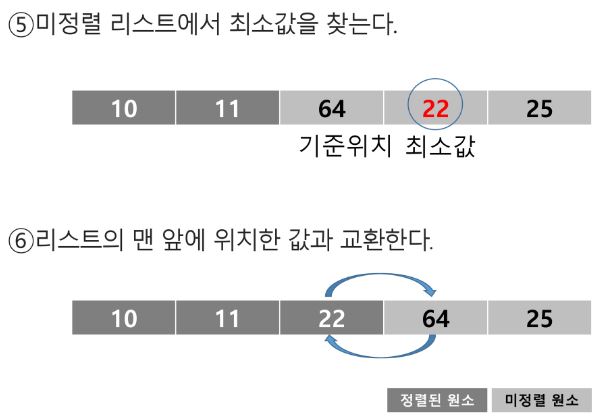 ⑤미정렬 리스트에서 최소값을 찾는다.
10 11 64 22 25
기준위치 최소값
⑥리스트의 맨 앞에 위치한 값과 교환한다.
10 11 22 64 25
정렬된 원소 미정렬 원소